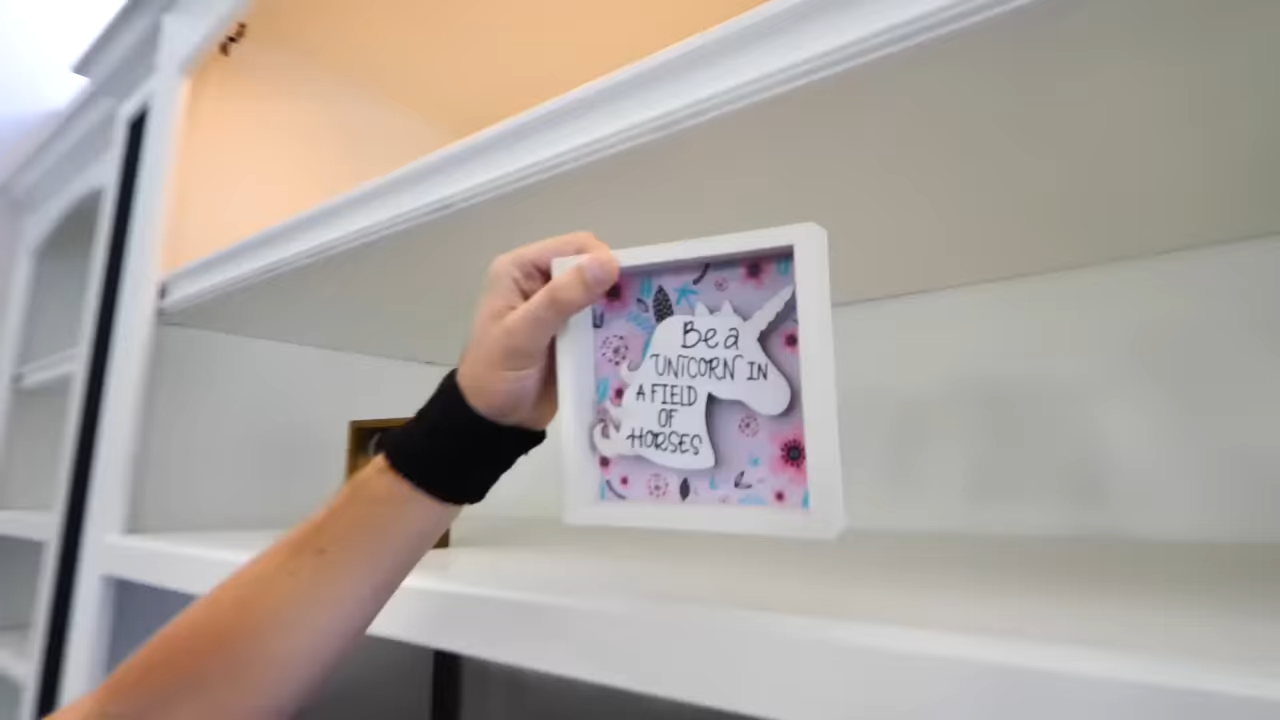 Be a
UNICORN IN
A FIELD
OF
HORSES